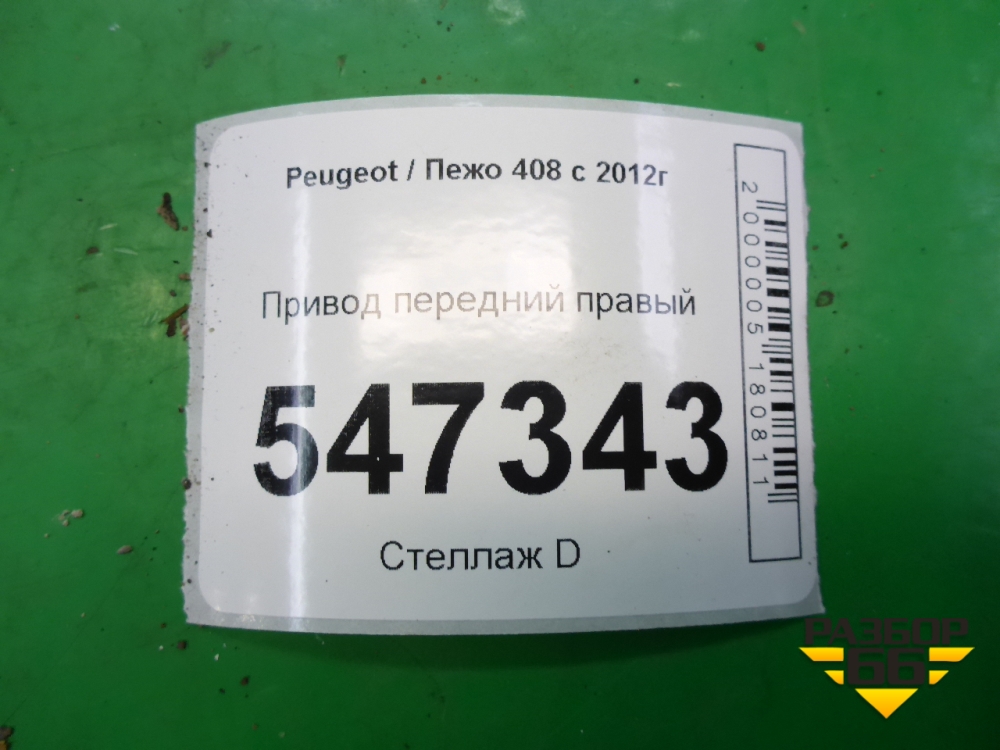 Peugeot / Пежо 408 с 2012г
Привод передний правый
547343
Стеллаж D
2000005180811
РАЗБОР
66